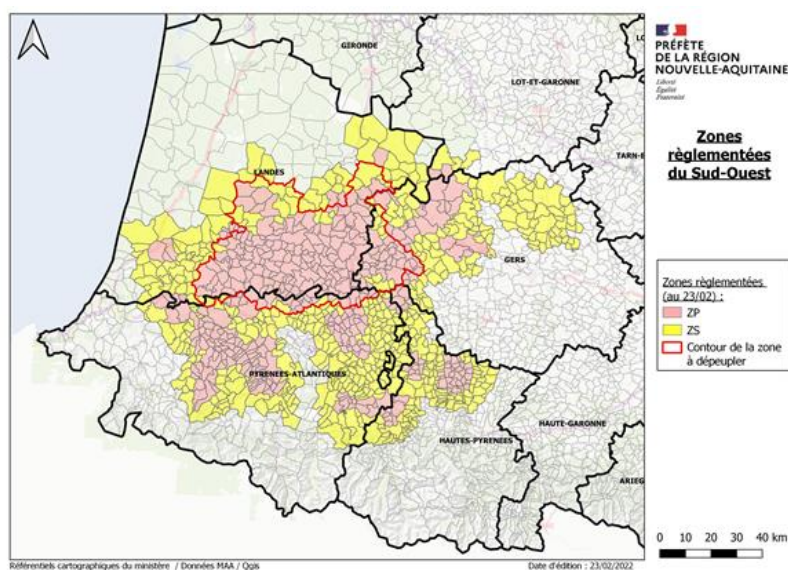 GIRONDE
LOT-ET-GARONNE
TARN-E
LANDES
GERS
PYRENEES-ATLANTIQUES
HAUTE-GARONNE
HAUTES-PYRENEES
ARIEG
PRÉFÈTE
DE LA RÉGION
NOUVELLE-AQUITAINE
Liberté
Égalité
Fraternité
Zones
règlementées
du Sud-Ouest
Zones règlementées
(au 23/02) :
ZP
ZS
Contour de la zone
à dépeupler
0 10 20 30 40 km
Référentiels cartographiques du ministère / Données MAA / Qgis
Date d'édition : 23/02/2022